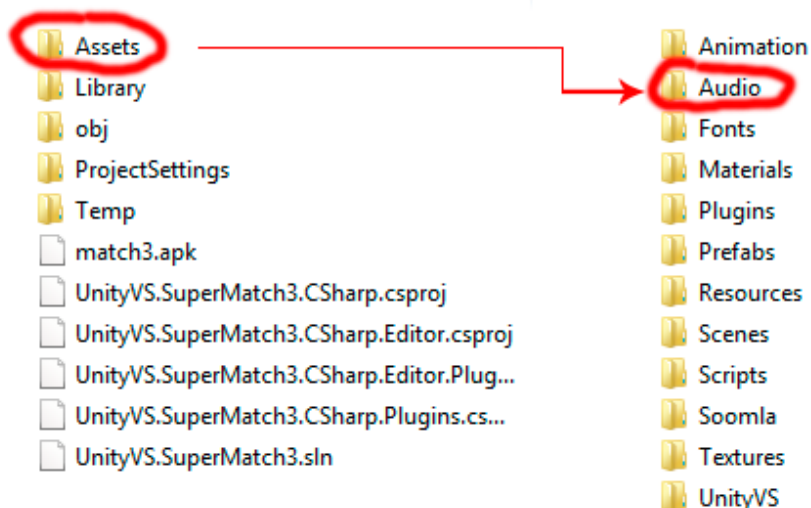 Assets
Library
obj
ProjectSettings
Temp
match3.apk
UnityVS.SuperMatch3.CSharp.csproj
UnityVS.SuperMatch3.CSharp.Editor.csproj
UnityVS.SuperMatch3.CSharp.Editor.Plug...
UnityVS.SuperMatch3.CSharp.Plugins.cs...
UnityVS.SuperMatch3.sln
Animation
Audio
Fonts
Materials
Plugins
Prefabs
Resources
Scenes
Scripts
Soomla
Textures
UnityVS